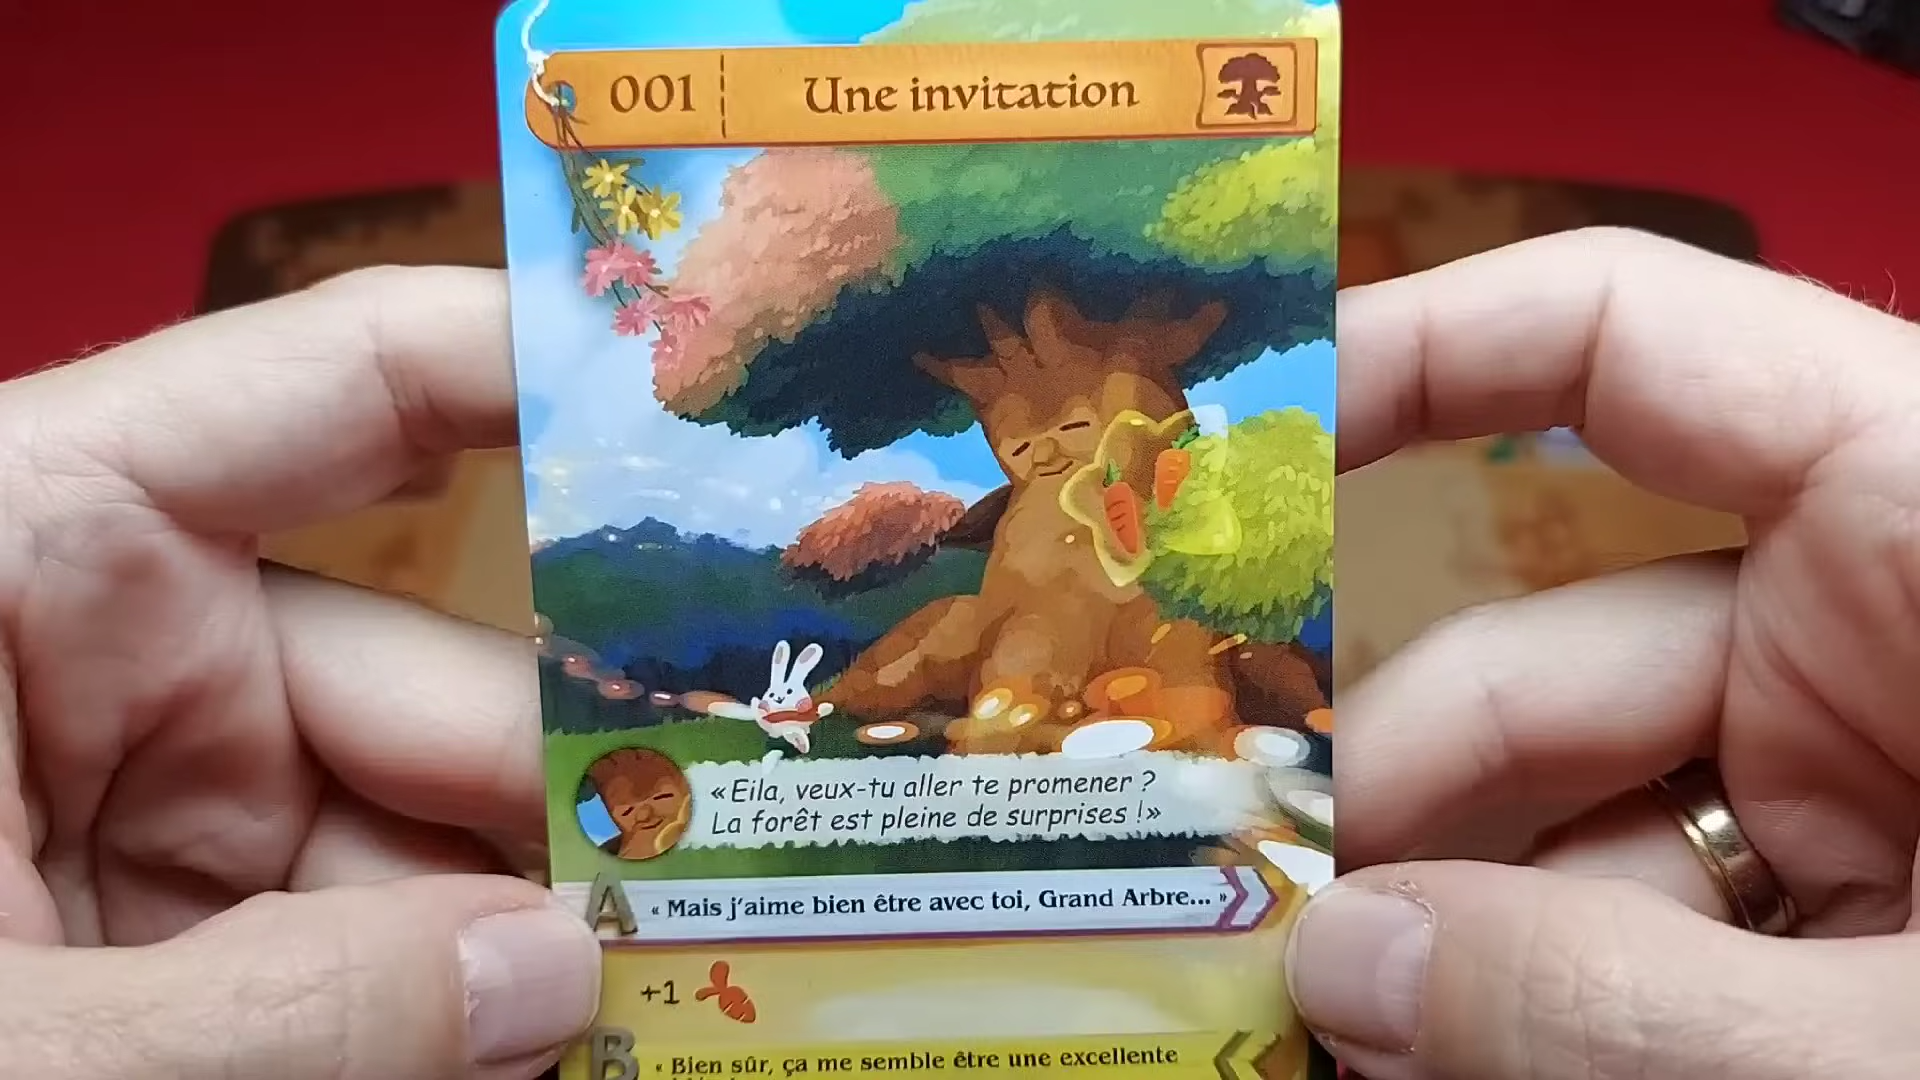 001 Une invitation
«Eila, veux-tu aller te promener ?
La forêt est pleine de surprises !»
A « Mais j'aime bien être avec toi, Grand Arbre... »
+1
B « Bien sûr, ça me semble être une excellente